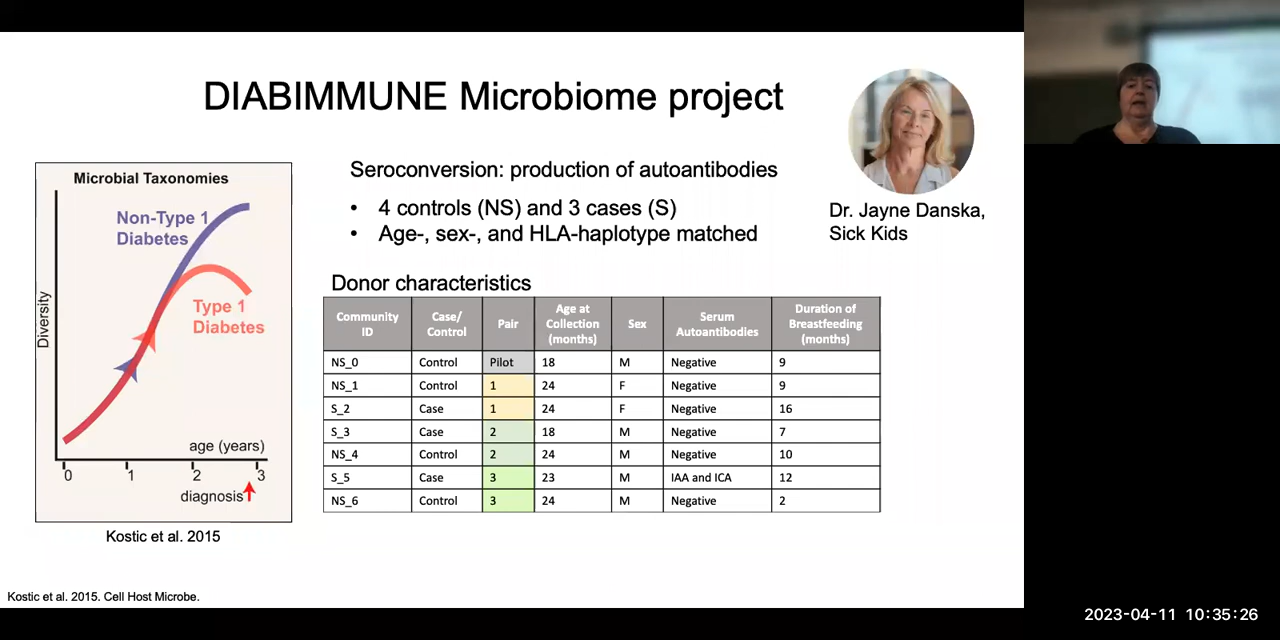 DIABIMMUNE Microbiome project
Microbial Taxonomies
Non-Type 1
Diabetes
Type 1
Diabetes
Diversity
age (years)
0 1 2 3
diagnosis
Kostic et al. 2015
Seroconversion: production of autoantibodies
• 4 controls (NS) and 3 cases (S)
• Age-, sex-, and HLA-haplotype matched
Dr. Jayne Danska,
Sick Kids
Donor characteristics
Community ID Case/ Control Pair Age at Collection (months) Sex Serum Autoantibodies Duration of Breastfeeding (months)
NS_0 Control Pilot 18 M Negative 9
NS_1 Control 1 24 F Negative 9
S_2 Case 1 24 F Negative 16
S_3 Case 2 18 M Negative 7
NS_4 Control 2 24 M Negative 10
S_5 Case 3 23 M IAA and ICA 12
NS_6 Control 3 24 M Negative 2
Kostic et al. 2015. Cell Host Microbe.
2023-04-11 10:35:26